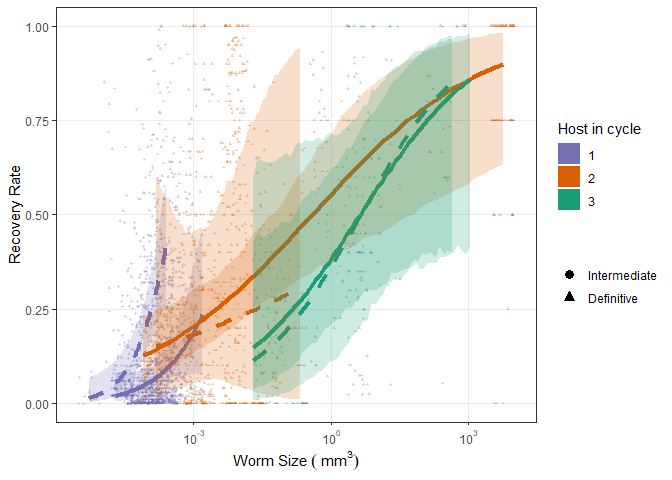 1.00
0.75
0.50
0.25
0.00
Recovery Rate
10⁻³
10⁰
10³
Worm Size ( mm³)
Host in cycle
1
2
3
Intermediate
Definitive